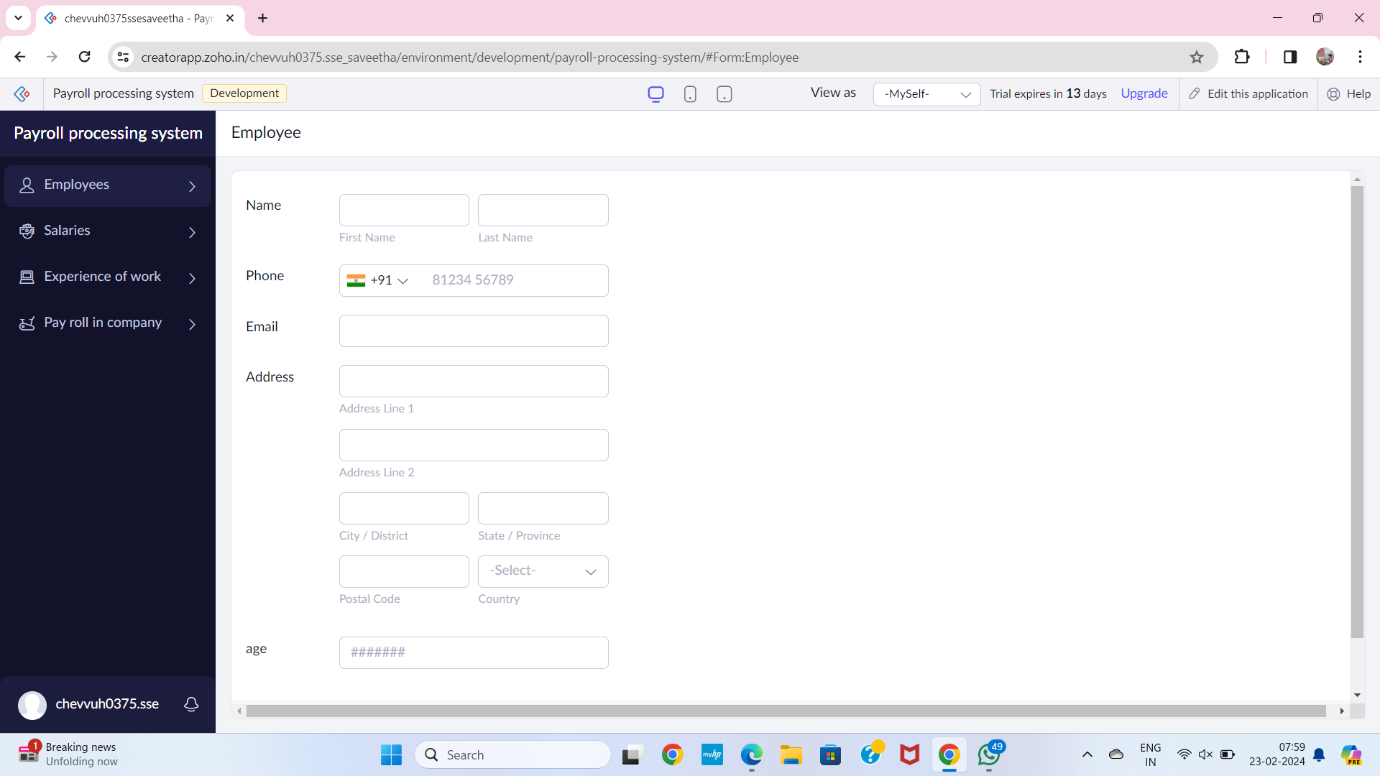 chevvuh0375ssesaveetha - Payr
creatorapp.zoho.in/chevvuh0375.sse_saveetha/environment/development/payroll-processing-system/#Form:Employee
Payroll processing system Development View as -MySelf- Trial expires in 13 days Upgrade Edit this application Help
Payroll processing system
Employees
Salaries
Experience of work
Pay roll in company
chevvuh0375.sse
Employee
Name
First Name Last Name
Phone +91 81234 56789
Email
Address
Address Line 1
Address Line 2
City / District State / Province
-Select-
Postal Code Country
age #######
1 Breaking news
Unfolding now
Search
myhp
49
PRE
ENG
IN
07:59
23-02-2024